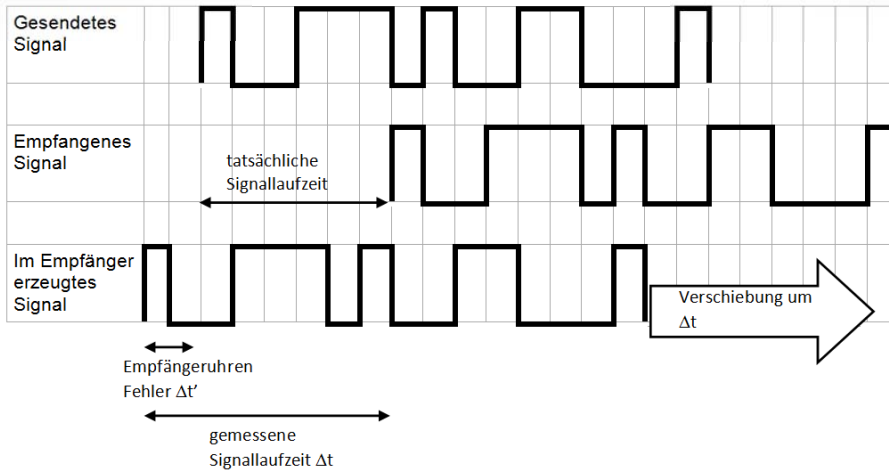 Gesendetes
Signal
Empfangenes
Signal
tatsächliche
Signallaufzeit
Im Empfänger
erzeugtes
Signal
Verschiebung um
Δt
Empfängeruhren
Fehler Δt’
gemessene
Signallaufzeit Δt